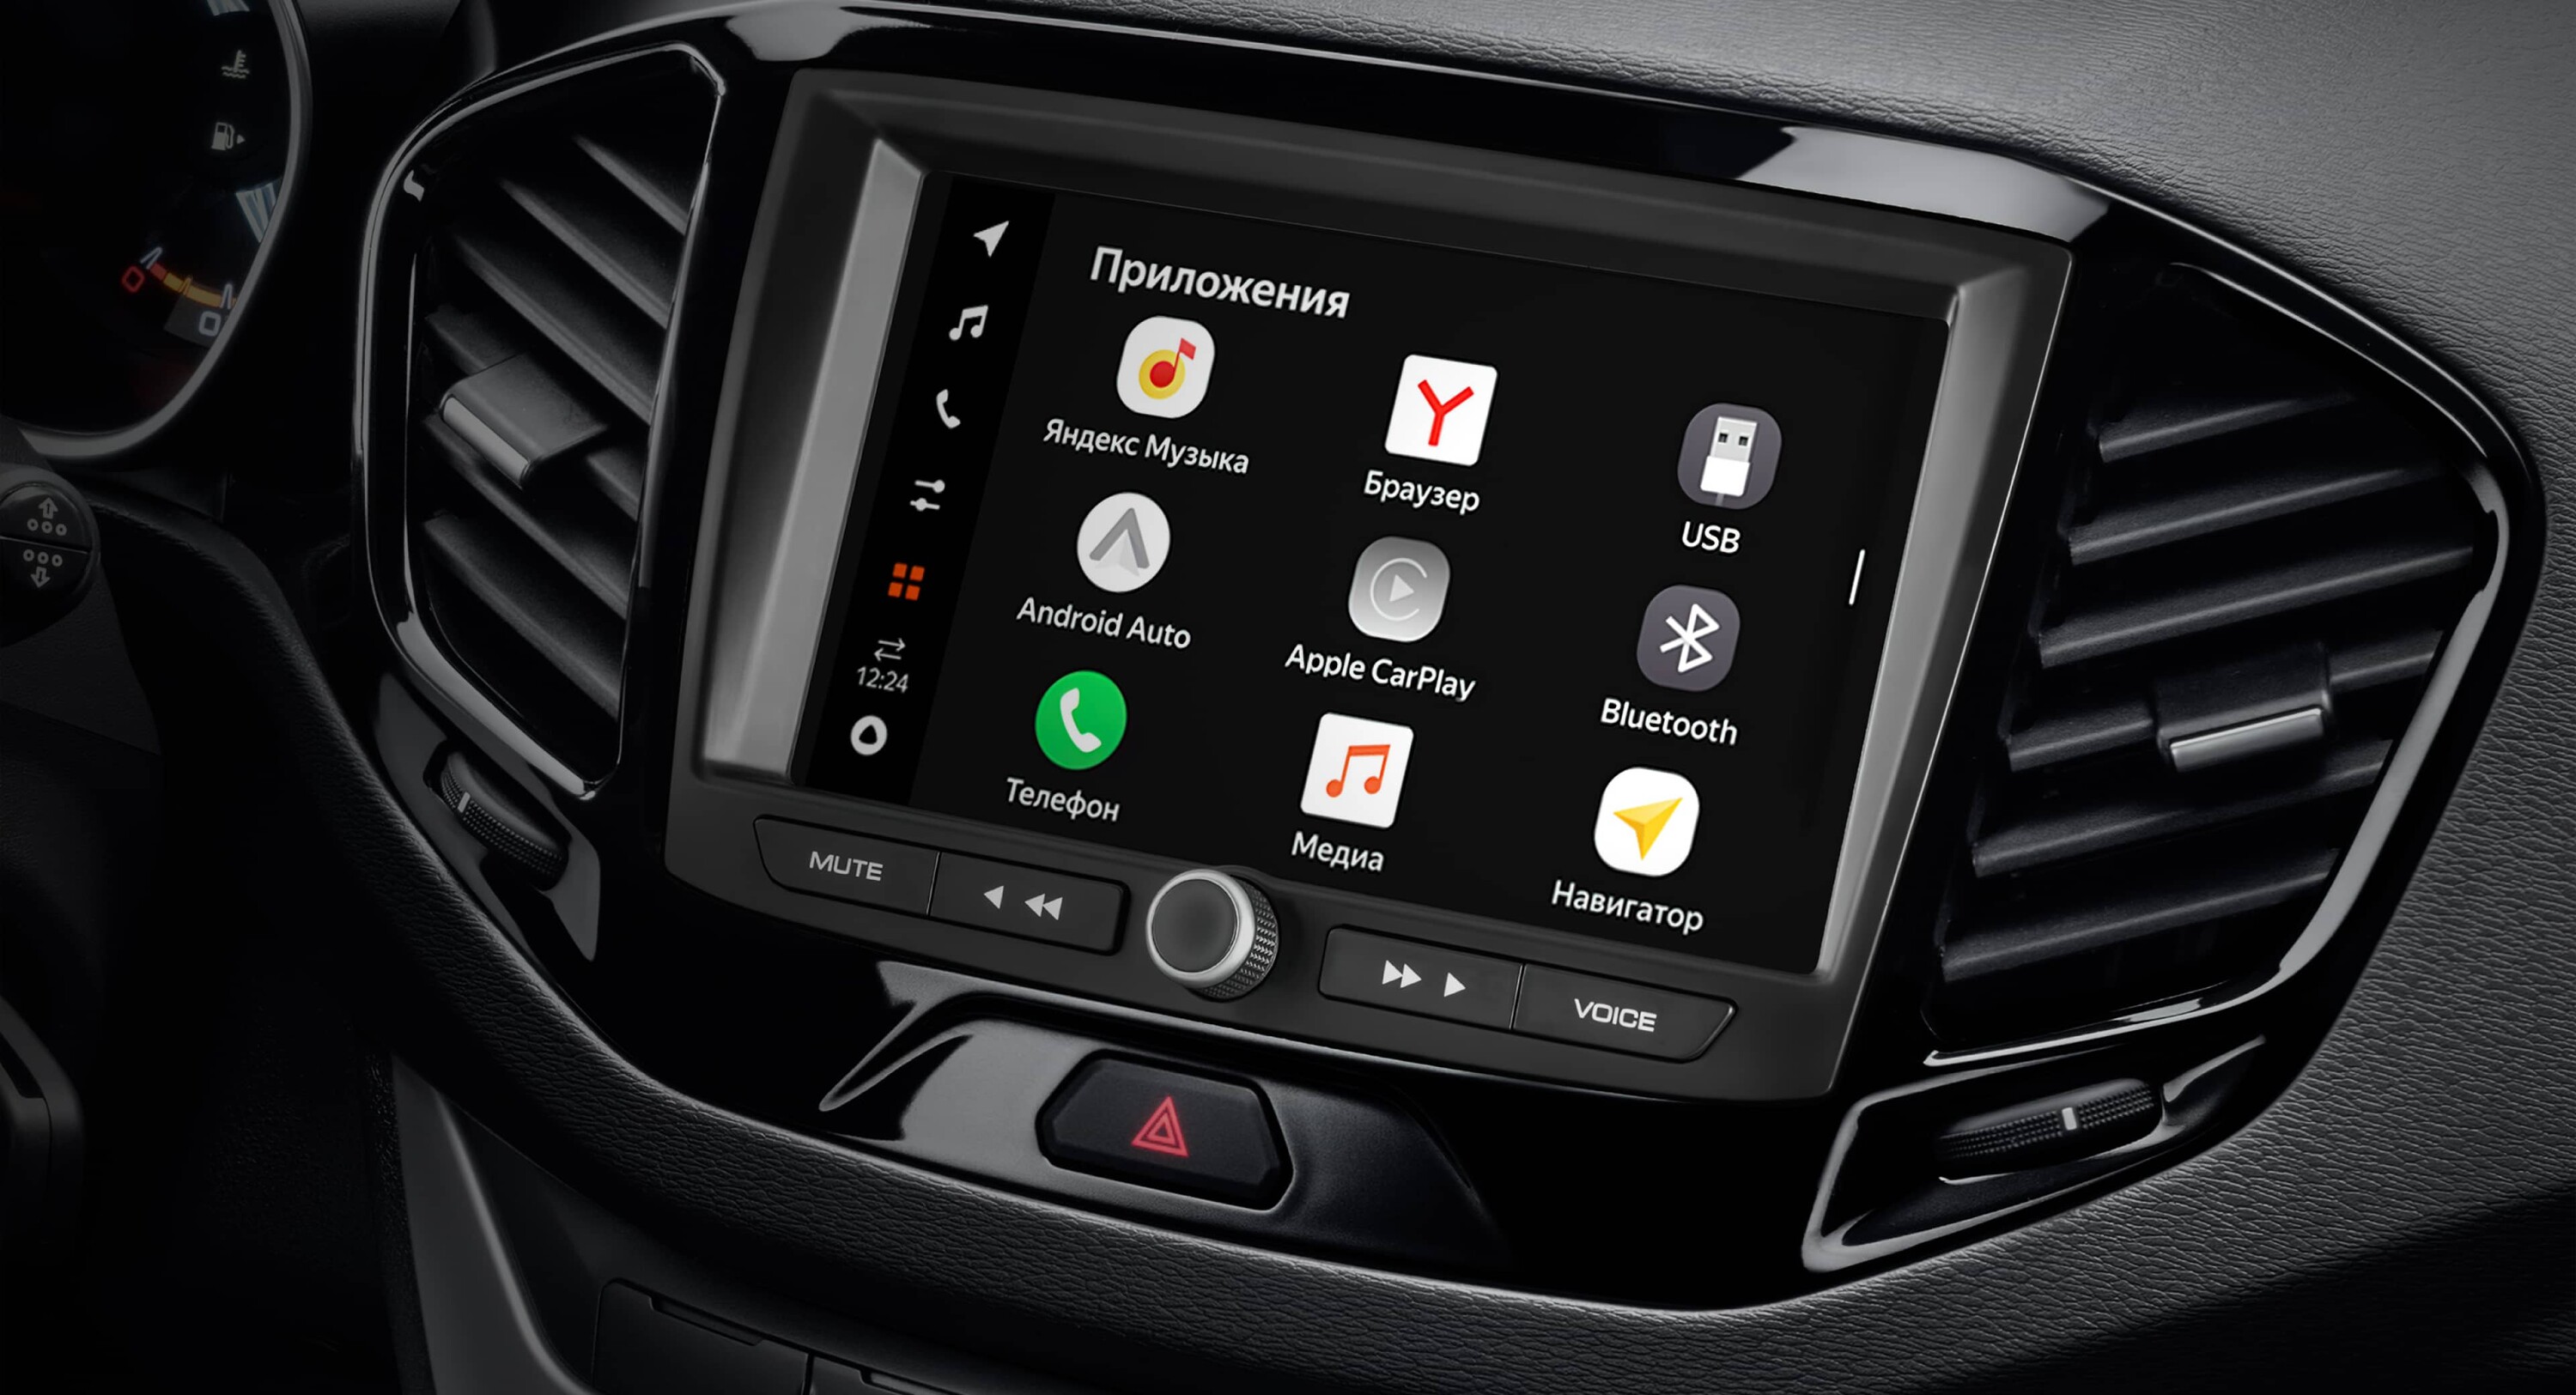 Приложения
Яндекс Музыка
Браузер
USB
Android Auto
Apple CarPlay
Bluetooth
Телефон
Медиа
Навигатор
12:24
MUTE
VOICE